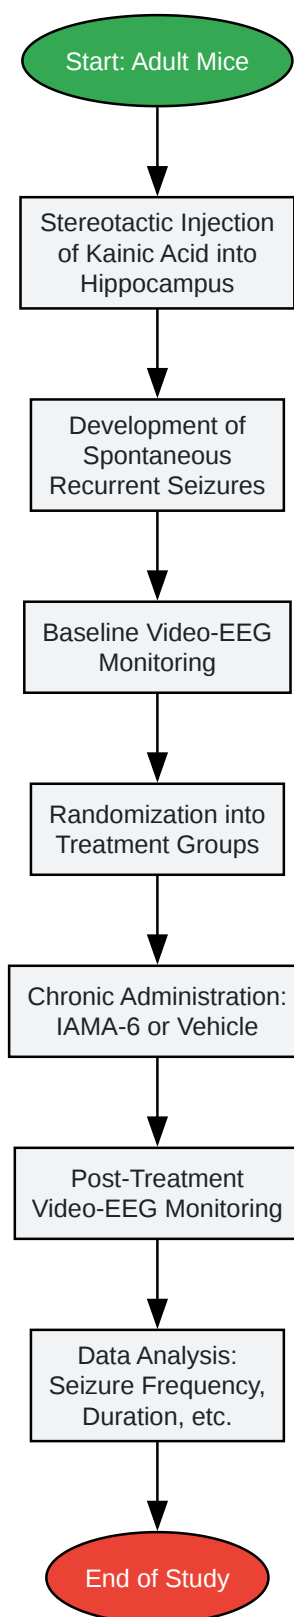 Start: Adult Mice
Stereotactic Injection
of Kainic Acid into
Hippocampus
Development of
Spontaneous
Recurrent Seizures
Baseline Video-EEG
Monitoring
Randomization into
Treatment Groups
Chronic Administration:
IAMA-6 or Vehicle
Post-Treatment
Video-EEG Monitoring
Data Analysis:
Seizure Frequency,
Duration, etc.
End of Study